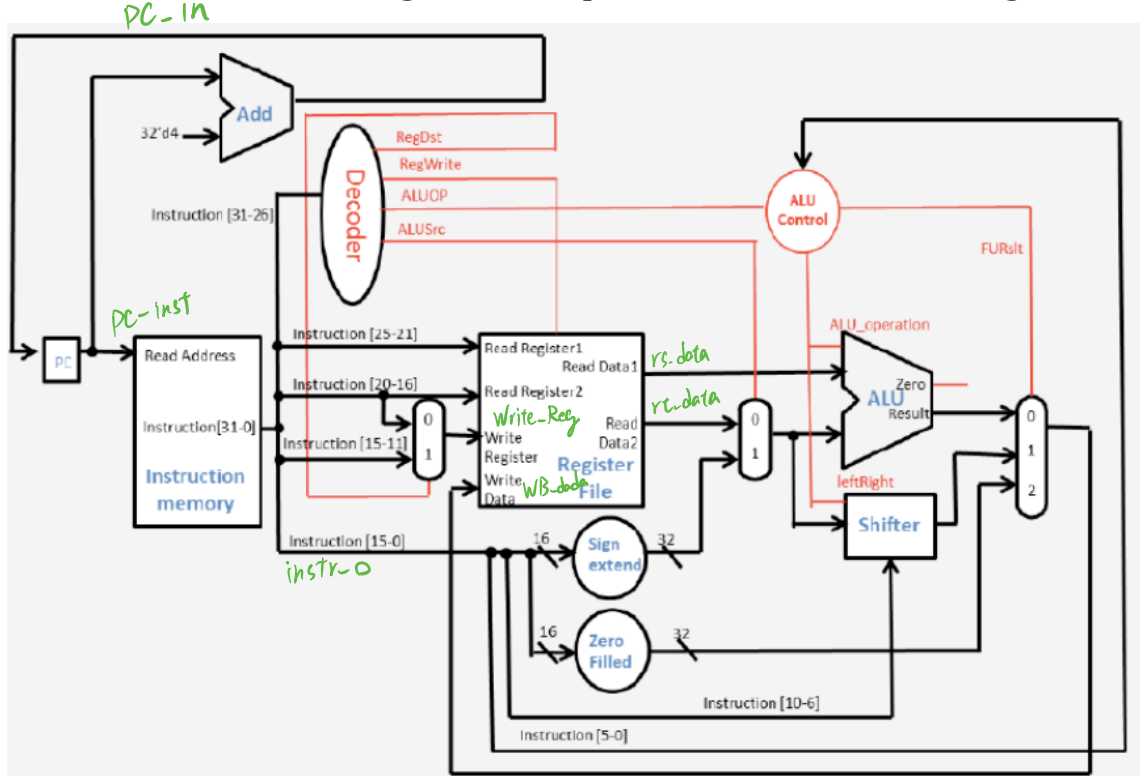 PC_in
Add
32'd4
RegDst
RegWrite
ALUOP
ALUSrc
Decoder
Instruction [31-26]
ALU
Control
FURslt
PC_inst
PC
Read Address
Instruction[31-0]
Instruction
memory
Instruction [25-21]
Instruction [20-16]
Instruction [15-11]
0
1
Read Register1
Read Data1
Read Register2
Write_Reg
Write
Register
Read
Data2
Register
File
Write
Data
WB_data
rs_data
rt_data
0
1
ALU_operation
Zero
ALU
Result
leftRight
Shifter
0
1
2
Instruction [15-0]
instr_o
16
Sign
extend
32
16
Zero
Filled
32
Instruction [10-6]
Instruction [5-0]